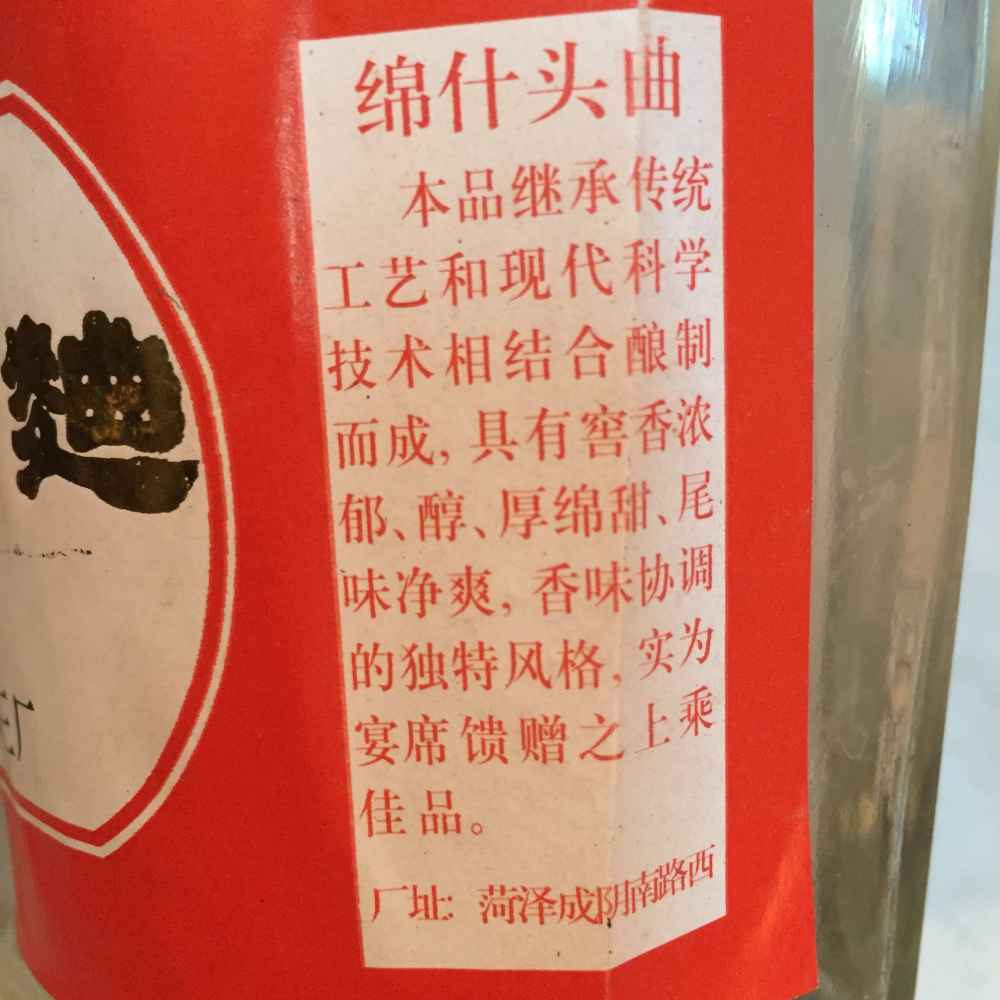 绵什头曲
本品继承传统
工艺和现代科学
技术相结合酿制
而成,具有窖香浓
郁、醇、厚绵甜、尾
味净爽,香味协调
的独特风格,实为
宴席馈赠之上乘
佳品。
厂址:菏泽成阴南路西
麯
厂